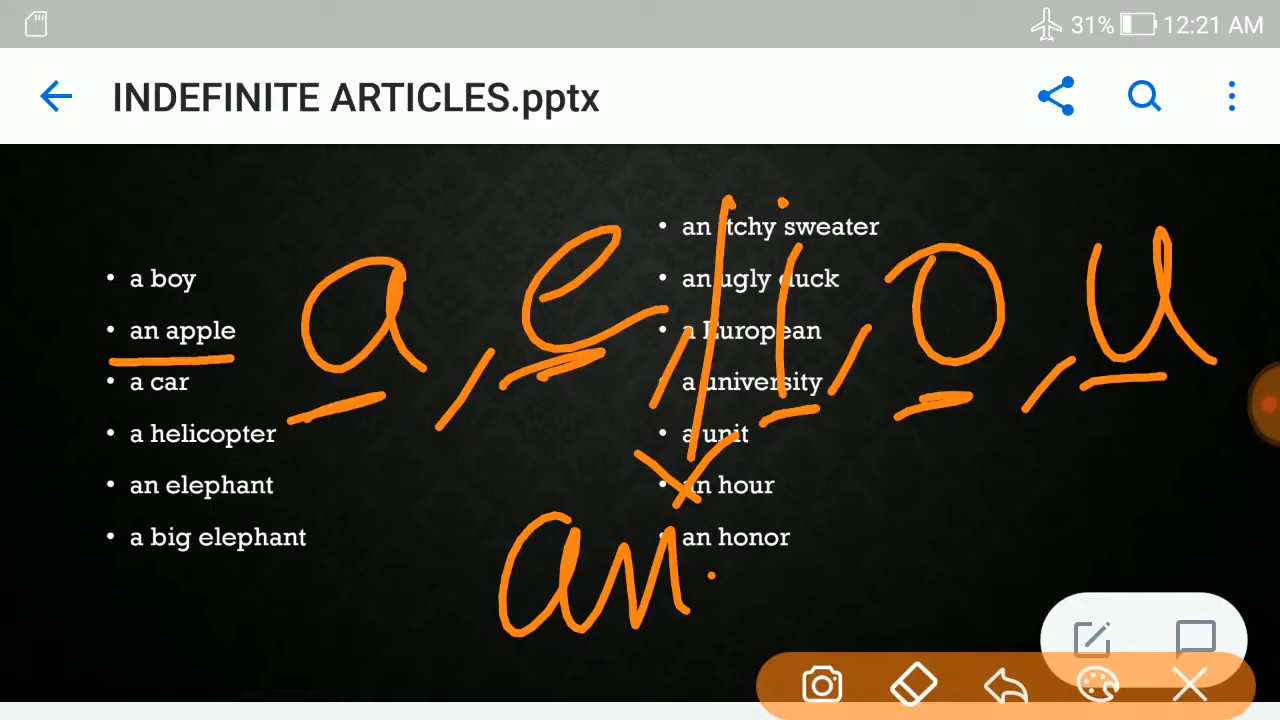 31% 12:21 AM
INDEFINITE ARTICLES.pptx
• a boy
• an apple
• a car
• a helicopter
• an elephant
• a big elephant
• an itchy sweater
• an ugly duck
• a European
• a university
• a unit
• an hour
• an honor
a, e, i, o, u
an